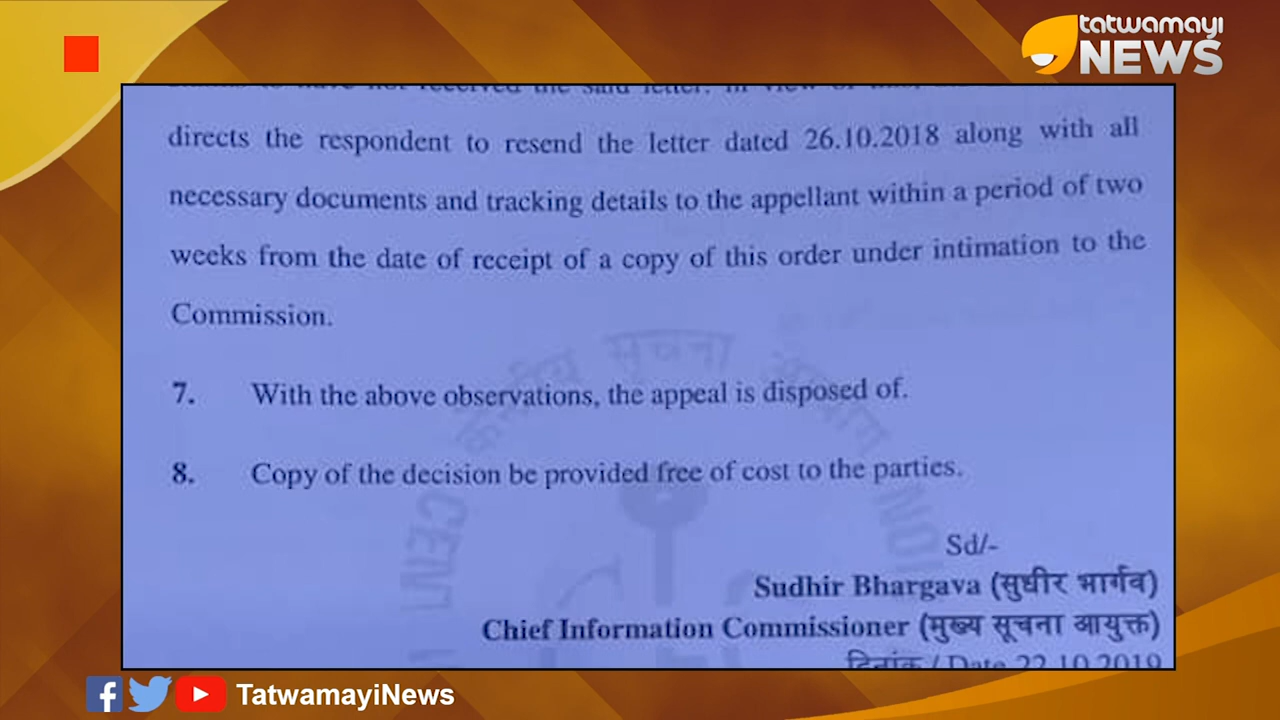 tatwamayi
NEWS
directs the respondent to resend the letter dated 26.10.2018 along with all
necessary documents and tracking details to the appellant within a period of two
weeks from the date of receipt of a copy of this order under intimation to the
Commission.
7. With the above observations, the appeal is disposed of.
8. Copy of the decision be provided free of cost to the parties.
Sd/-
Sudhir Bhargava (सुधीर भार्गव)
Chief Information Commissioner (मुख्य सूचना आयुक्त)
दिनांक / Date 22.10.2019
TatwamayiNews